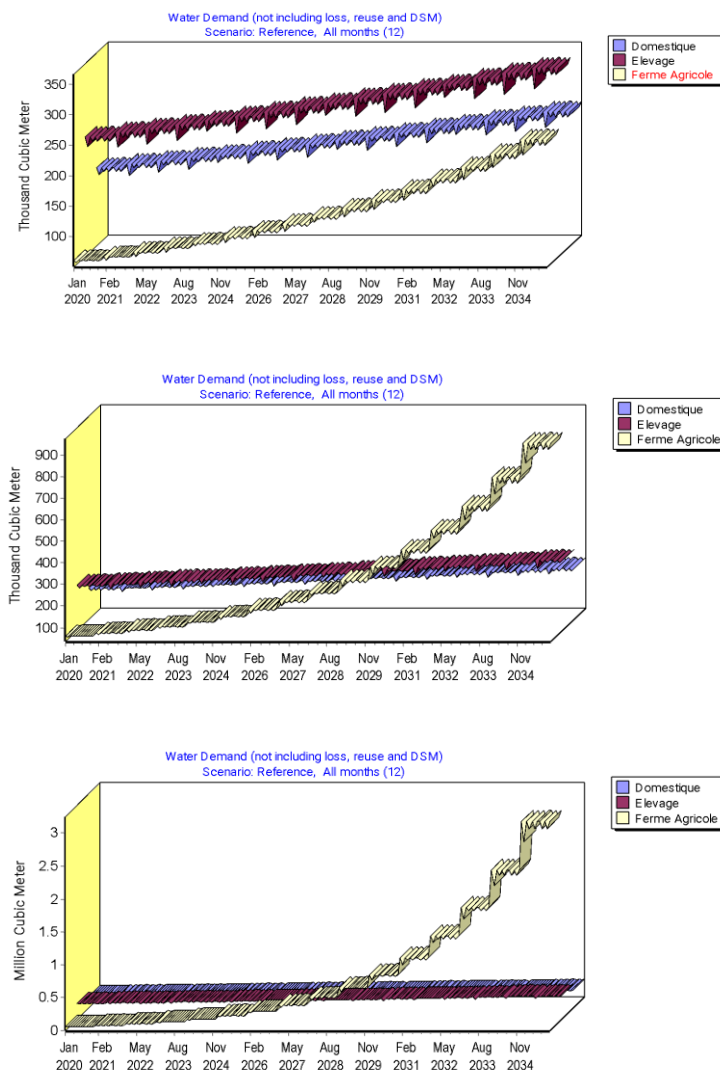 Water Demand (not including loss, reuse and DSM)
Scenario: Reference, All months (12)
Domestique
Elevage
Ferme Agricole
Thousand Cubic Meter
350
300
250
200
150
100
Jan Feb May Aug Nov Feb May Aug Nov Feb May Aug Nov
2020 2021 2022 2023 2024 2026 2027 2028 2029 2031 2032 2033 2034
Water Demand (not including loss, reuse and DSM)
Scenario: Reference, All months (12)
Domestique
Elevage
Ferme Agricole
Thousand Cubic Meter
900
800
700
600
500
400
300
200
100
Jan Feb May Aug Nov Feb May Aug Nov Feb May Aug Nov
2020 2021 2022 2023 2024 2026 2027 2028 2029 2031 2032 2033 2034
Water Demand (not including loss, reuse and DSM)
Scenario: Reference, All months (12)
Domestique
Elevage
Ferme Agricole
Million Cubic Meter
3
2.5
2
1.5
1
0.5
0
Jan Feb May Aug Nov Feb May Aug Nov Feb May Aug Nov
2020 2021 2022 2023 2024 2026 2027 2028 2029 2031 2032 2033 2034